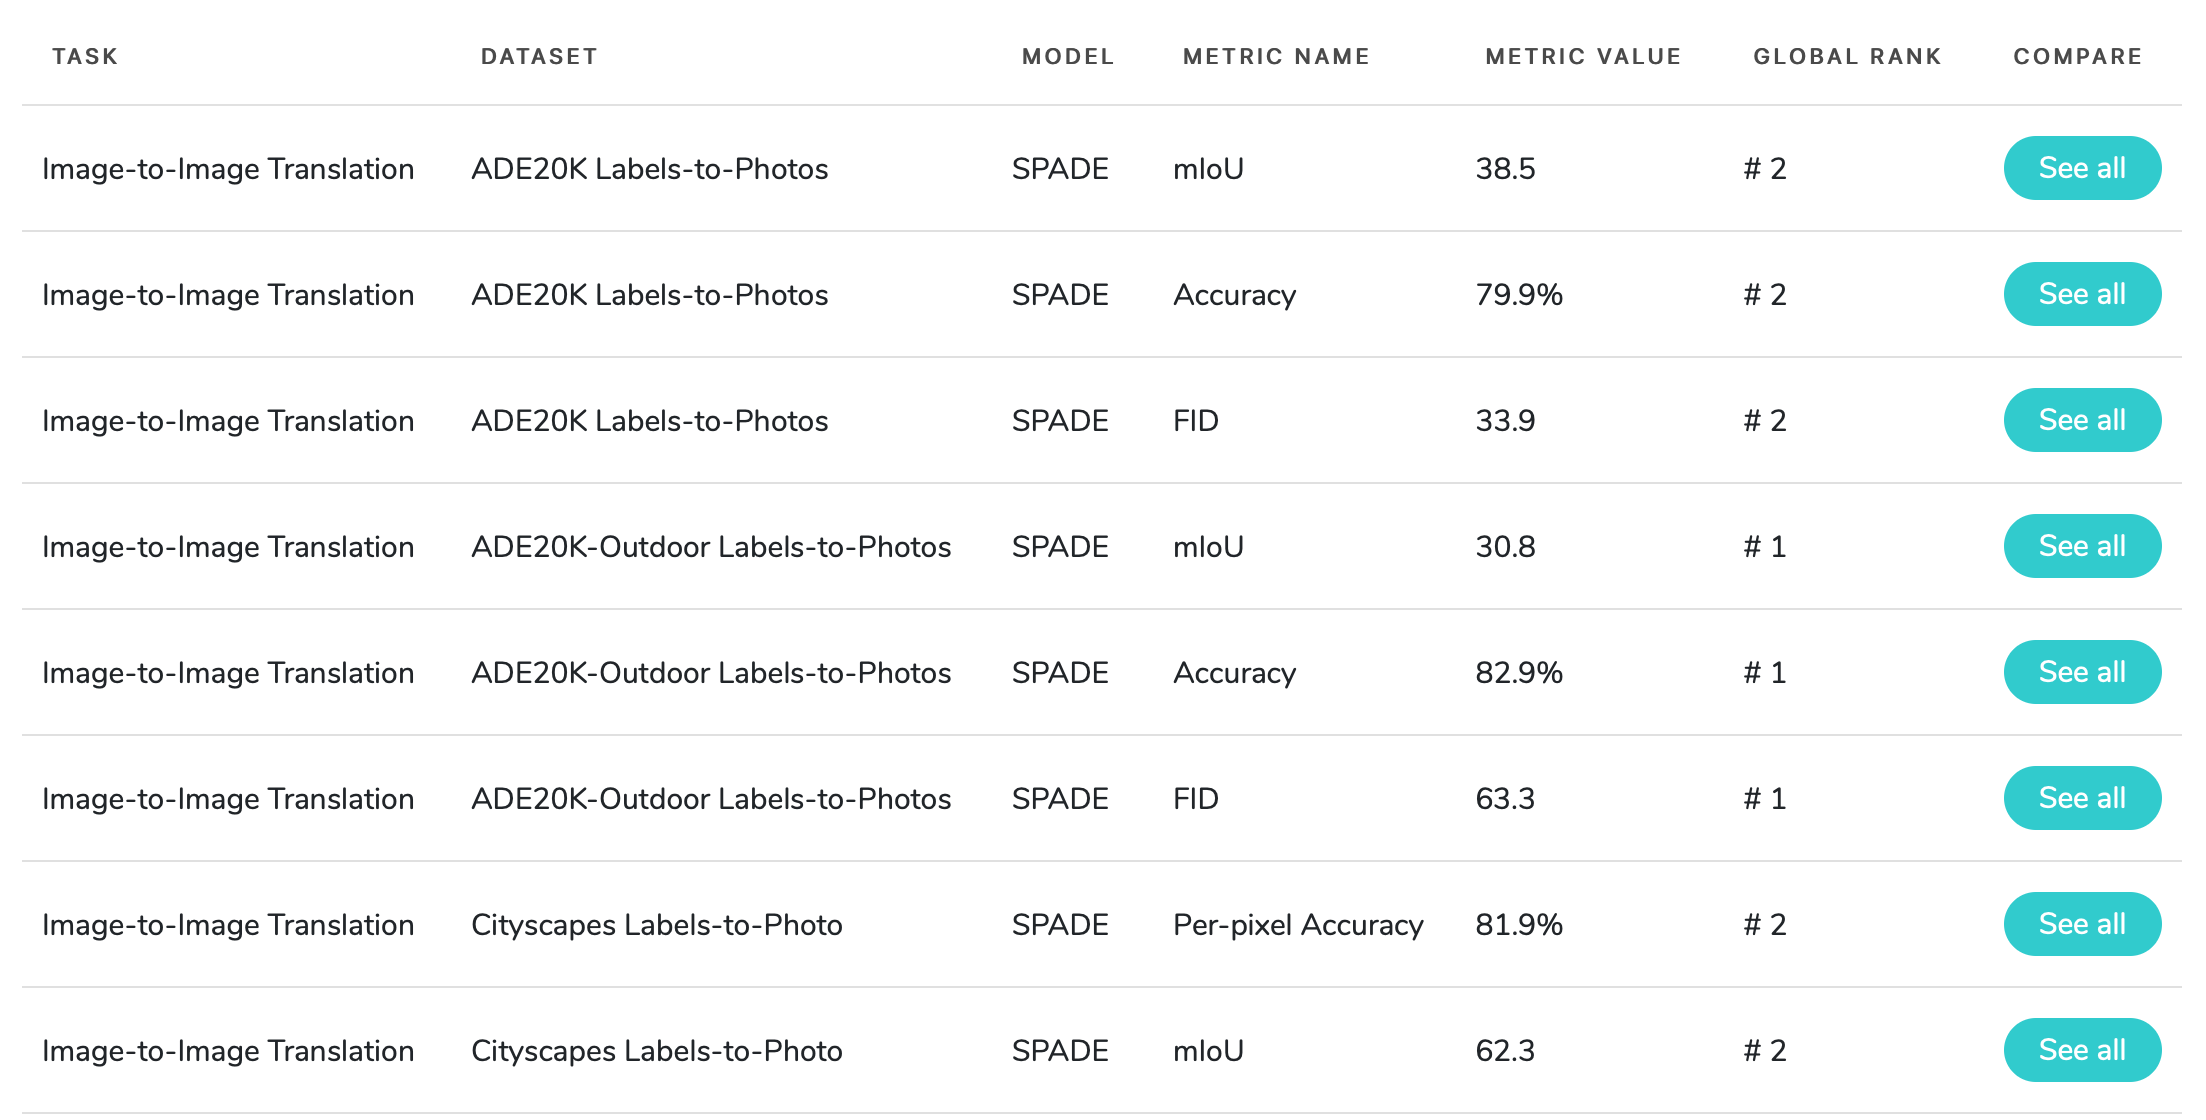 TASK DATASET MODEL METRIC NAME METRIC VALUE GLOBAL RANK COMPARE
Image-to-Image Translation ADE20K Labels-to-Photos SPADE mIoU 38.5 # 2 See all
Image-to-Image Translation ADE20K Labels-to-Photos SPADE Accuracy 79.9% # 2 See all
Image-to-Image Translation ADE20K Labels-to-Photos SPADE FID 33.9 # 2 See all
Image-to-Image Translation ADE20K-Outdoor Labels-to-Photos SPADE mIoU 30.8 # 1 See all
Image-to-Image Translation ADE20K-Outdoor Labels-to-Photos SPADE Accuracy 82.9% # 1 See all
Image-to-Image Translation ADE20K-Outdoor Labels-to-Photos SPADE FID 63.3 # 1 See all
Image-to-Image Translation Cityscapes Labels-to-Photo SPADE Per-pixel Accuracy 81.9% # 2 See all
Image-to-Image Translation Cityscapes Labels-to-Photo SPADE mIoU 62.3 # 2 See all